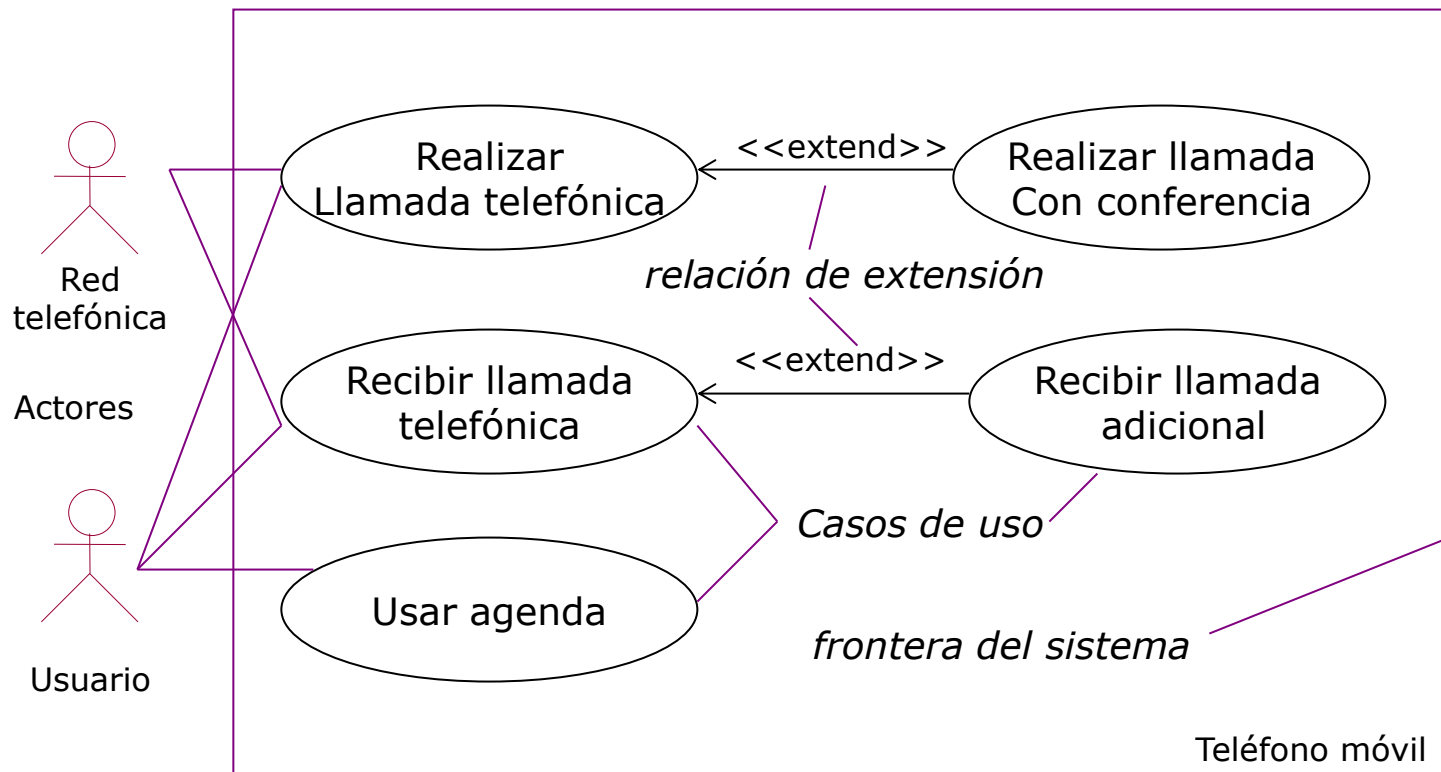 Realizar
Llamada telefónica
<<extend>>
Realizar llamada
Con conferencia
Red
telefónica
relación de extensión
Actores
Recibir llamada
telefónica
<<extend>>
Recibir llamada
adicional
Casos de uso
Usar agenda
Usuario
frontera del sistema
Teléfono móvil